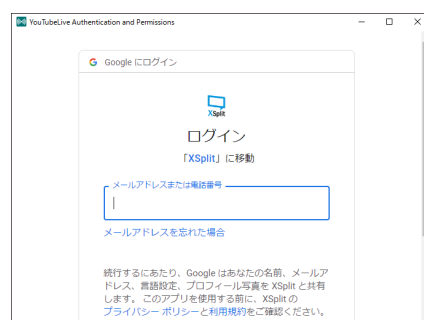 YouTubeLive Authentication and Permissions
Google にログイン
XSplit
ログイン
「XSplit」に移動
メールアドレスまたは電話番号
メールアドレスを忘れた場合
続行するにあたり、Google はあなたの名前、メールア
ドレス、言語設定、プロフィール写真を XSplit と共有
します。このアプリを使用する前に、XSplit の
プライバシー ポリシーと利用規約をご確認ください。